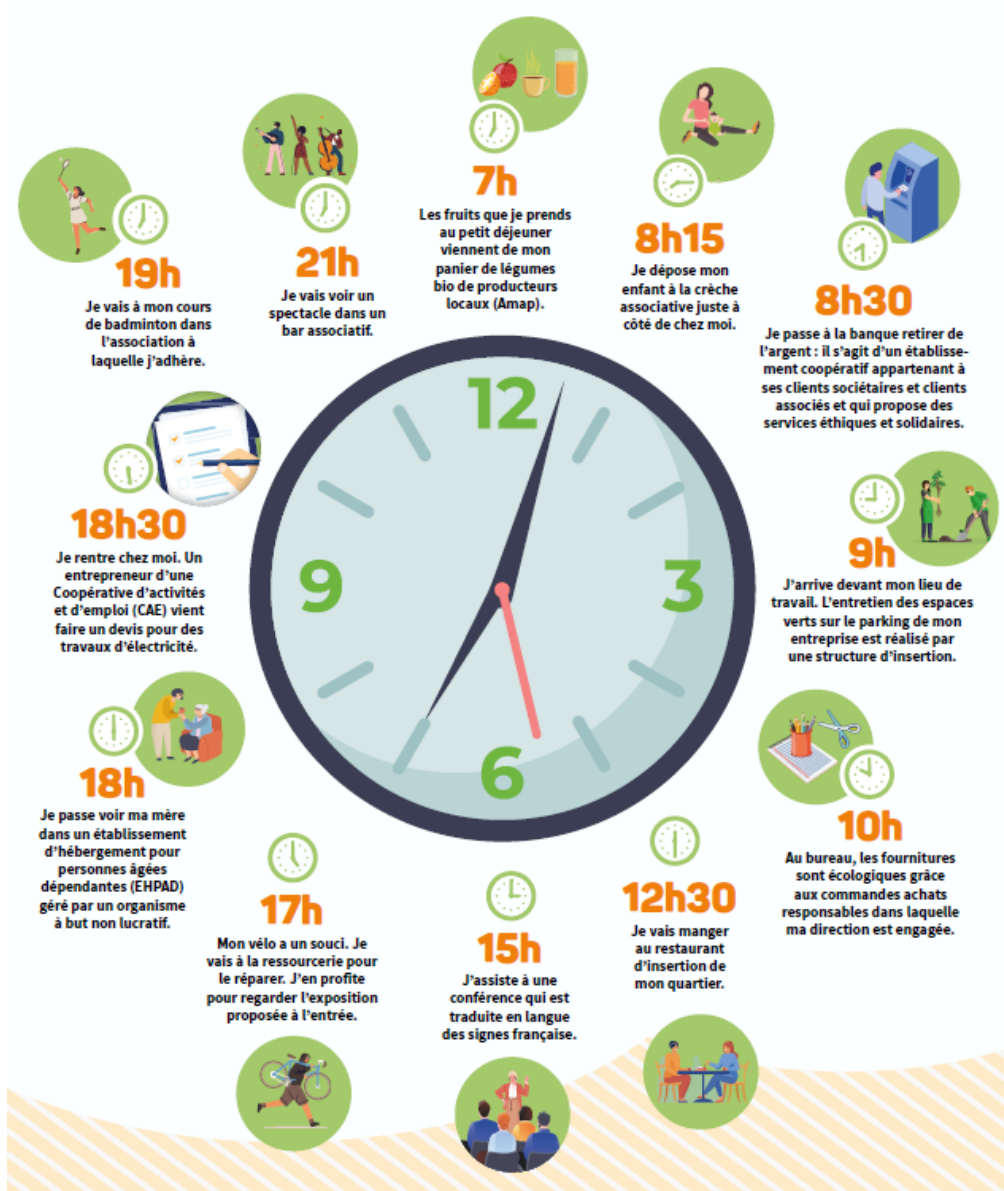 7h
Les fruits que je prends
au petit déjeuner
viennent de mon
panier de légumes
bio de producteurs
locaux (Amap).
8h15
Je dépose mon
enfant à la crèche
associative juste à
côté de chez moi.
8h30
Je passe à la banque retirer de
l’argent : il s’agit d’un établisse-
ment coopératif appartenant à
ses clients sociétaires et clients
associés et qui propose des
services éthiques et solidaires.
9h
J’arrive devant mon lieu de
travail. L’entretien des espaces
verts sur le parking de mon
entreprise est réalisé par
une structure d’insertion.
10h
Au bureau, les fournitures
sont écologiques grâce
aux commandes achats
responsables dans laquelle
ma direction est engagée.
12h30
Je vais manger
au restaurant
d’insertion de
mon quartier.
15h
J’assiste à une
conférence qui est
traduite en langue
des signes française.
17h
Mon vélo a un souci. Je
vais à la ressourcerie pour
le réparer. J’en profite
pour regarder l’exposition
proposée à l’entrée.
18h
Je passe voir ma mère
dans un établissement
d’hébergement pour
personnes âgées
dépendantes (EHPAD)
géré par un organisme
à but non lucratif.
18h30
Je rentre chez moi. Un
entrepreneur d’une
Coopérative d’activités
et d’emploi (CAE) vient
faire un devis pour des
travaux d’électricité.
19h
Je vais à mon cours
de badminton dans
l’association à
laquelle j’adhère.
21h
Je vais voir un
spectacle dans un
bar associatif.
12
3
6
9